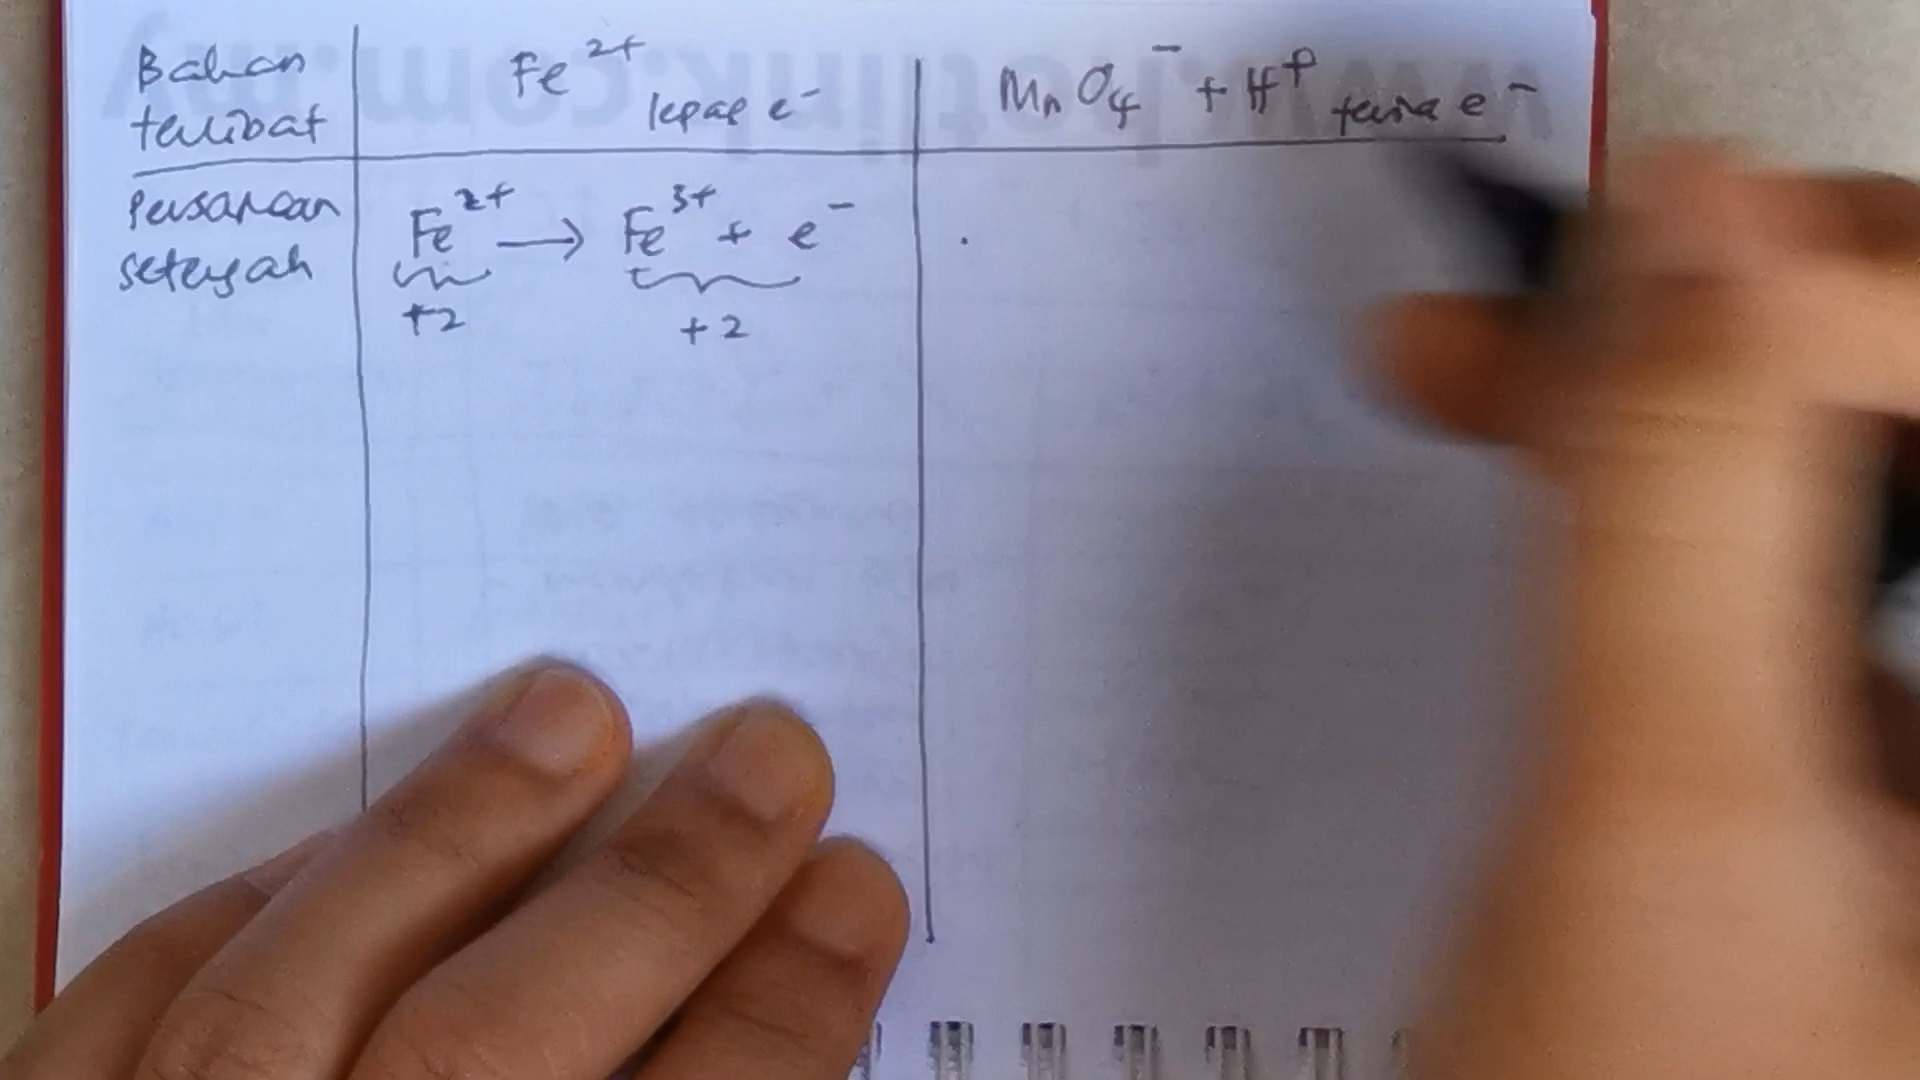 Bahan terlibat
Fe²⁺ lepas e⁻
MnO₄⁻ + H⁺ terima e⁻
Persamaan setengah
Fe²⁺ → Fe³⁺ + e⁻
+2 +2